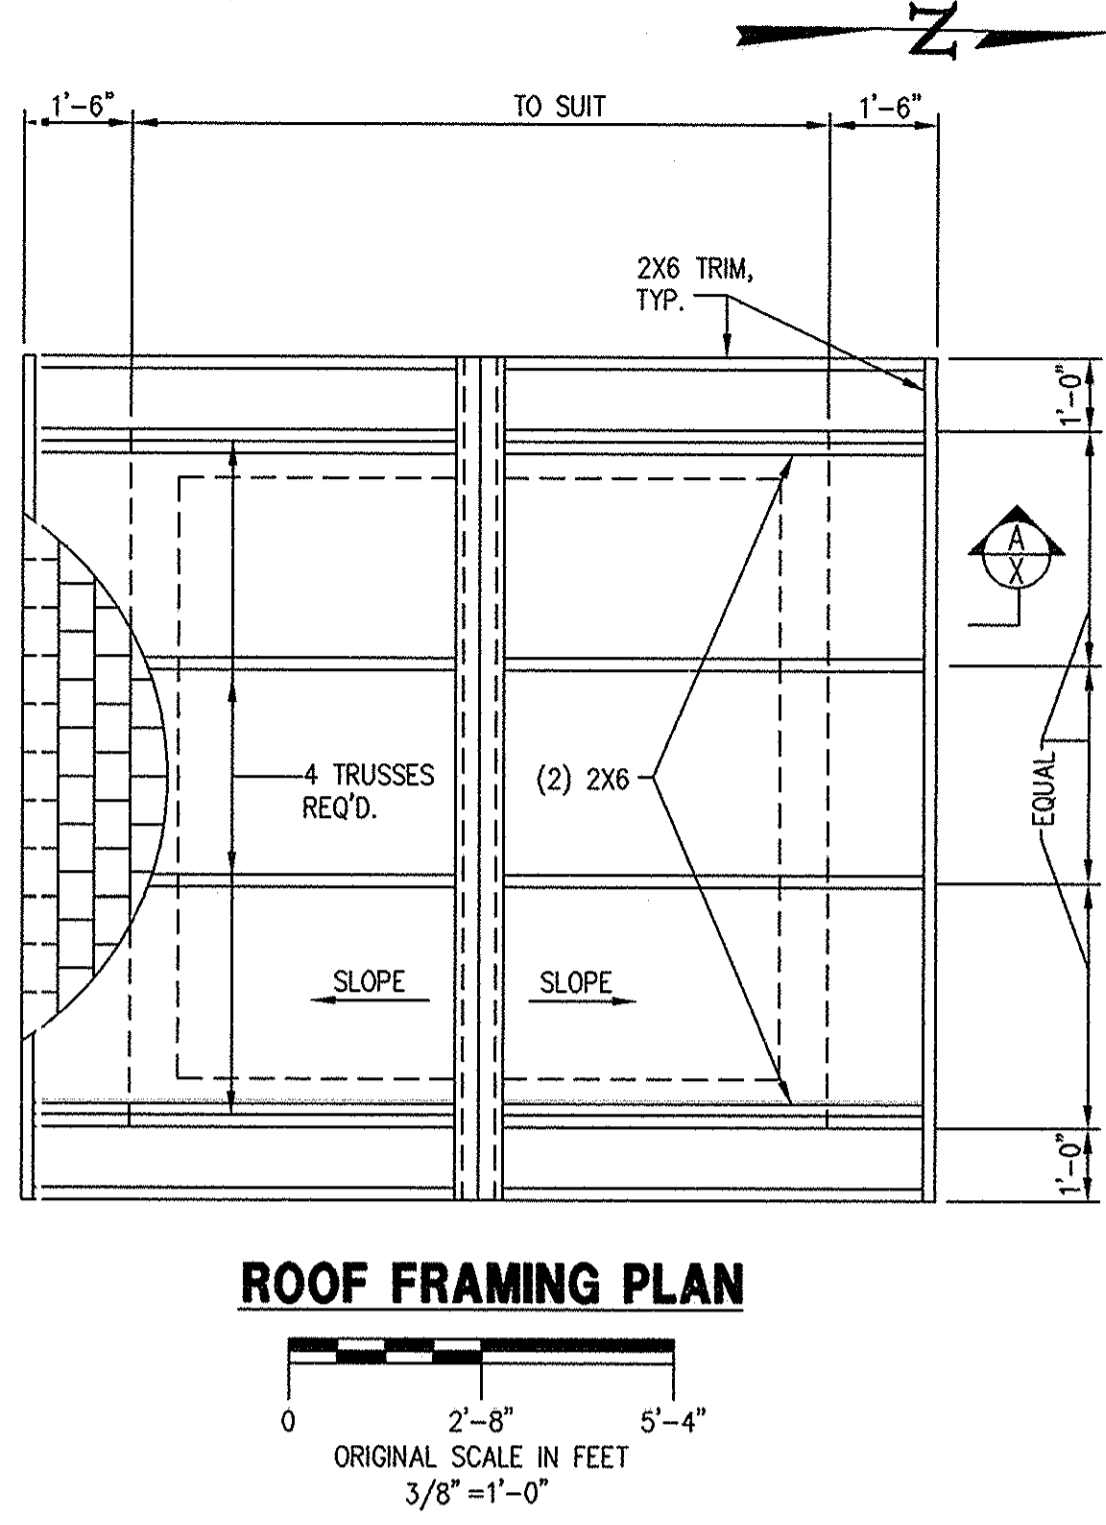 N
1'-6"
TO SUIT
1'-6"
2X6 TRIM,
TYP.
1'-0"
A
X
4 TRUSSES
REQ'D.
(2) 2X6
EQUAL
SLOPE
SLOPE
1'-0"
ROOF FRAMING PLAN
0
2'-8"
5'-4"
ORIGINAL SCALE IN FEET
3/8"=1'-0"